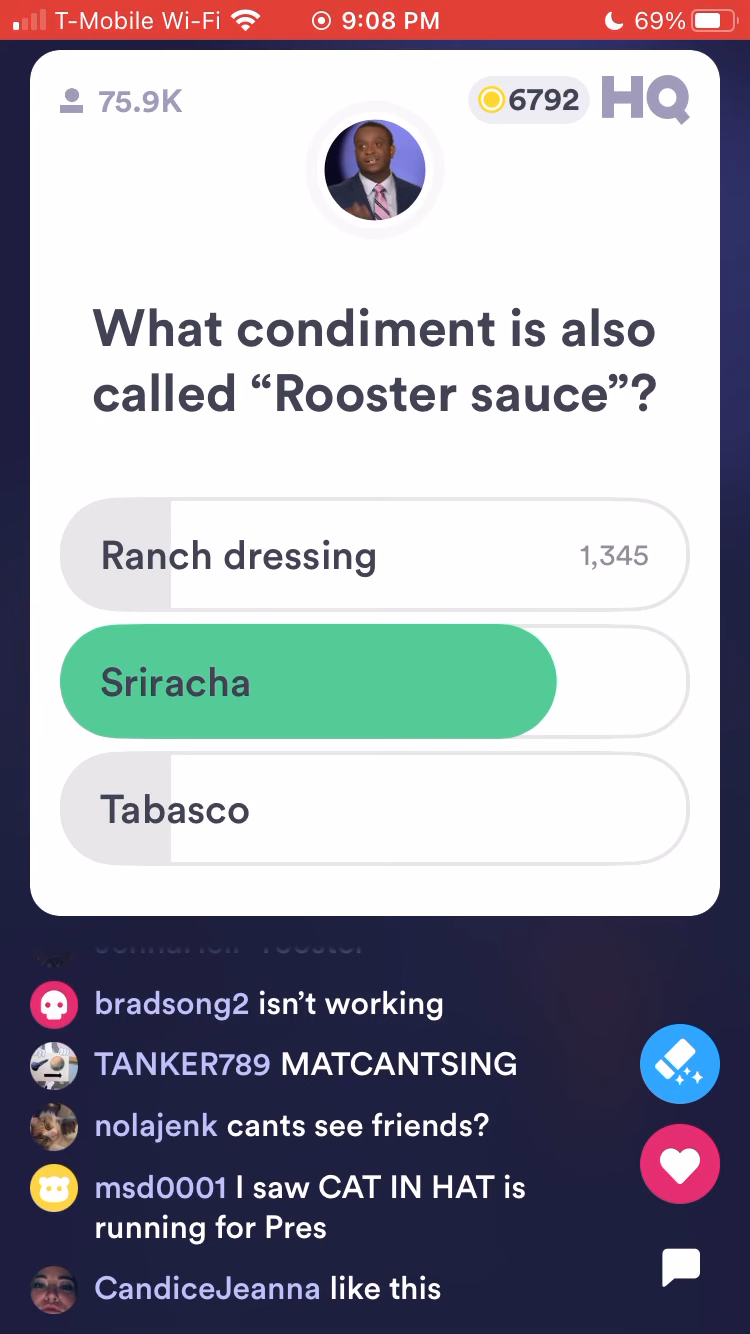 T-Mobile Wi-Fi 9:08 PM 69%
75.9K 6792 HQ
What condiment is also
called “Rooster sauce”?
Ranch dressing 1,345
Sriracha
Tabasco
bradsong2 isn’t working
TANKER789 MATCANTSING
nolajenk cants see friends?
msd0001 I saw CAT IN HAT is
running for Pres
CandiceJeanna like this